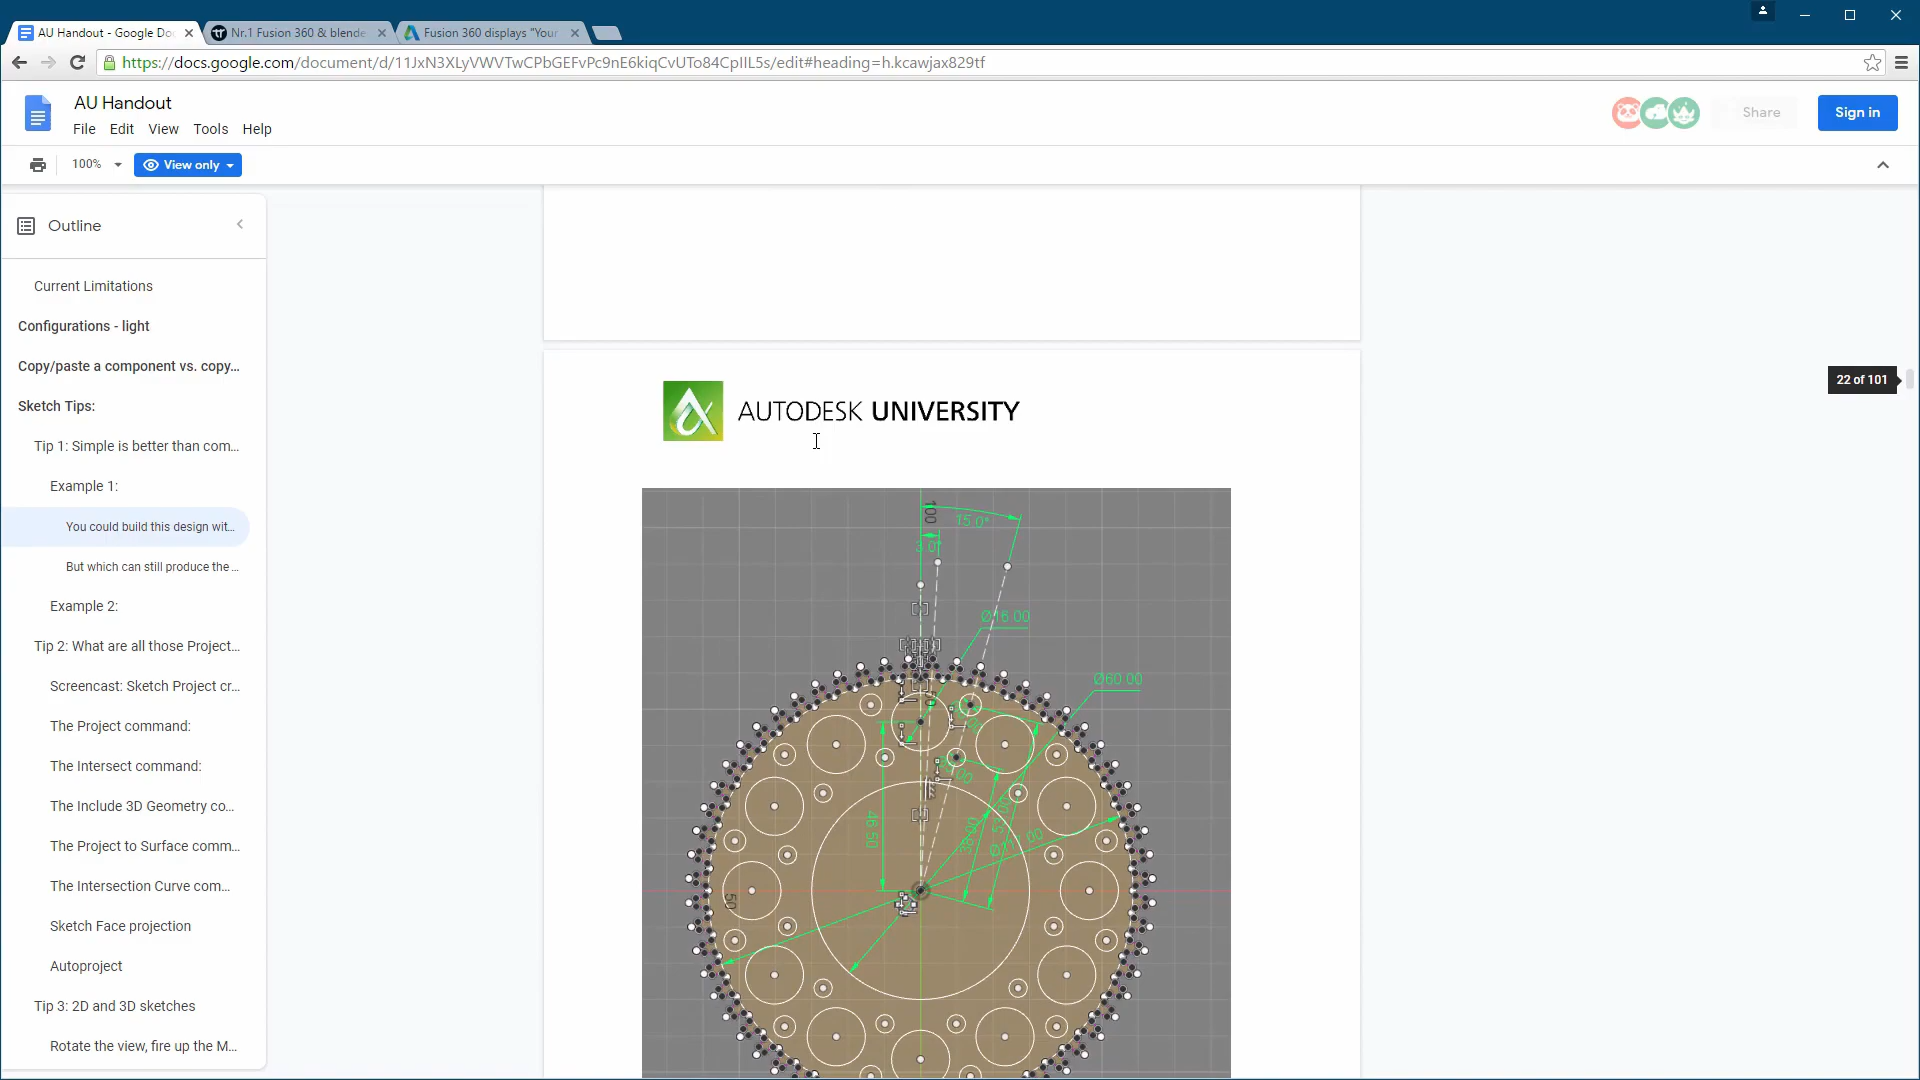 AU Handout - Google Do
Nr.1 Fusion 360 & blende
Fusion 360 displays "Your
https://docs.google.com/document/d/11JxN3XLyVWVTwCPbGEFvPc9nE6kiqCvUTo84CpIIL5s/edit#heading=h.kcawjax829tf
AU Handout
File Edit View Tools Help
Share
Sign in
100%
View only
Outline
Current Limitations
Configurations - light
Copy/paste a component vs. copy...
Sketch Tips:
Tip 1: Simple is better than com...
Example 1:
You could build this design wit...
But which can still produce the ...
Example 2:
Tip 2: What are all those Project...
Screencast: Sketch Project cr...
The Project command:
The Intersect command:
The Include 3D Geometry co...
The Project to Surface comm...
The Intersection Curve com...
Sketch Face projection
Autoproject
Tip 3: 2D and 3D sketches
Rotate the view, fire up the M...
22 of 101
AUTODESK UNIVERSITY
100
15.0°
3.0°
Ø16.00
Ø60.00
46.50
38.00
50